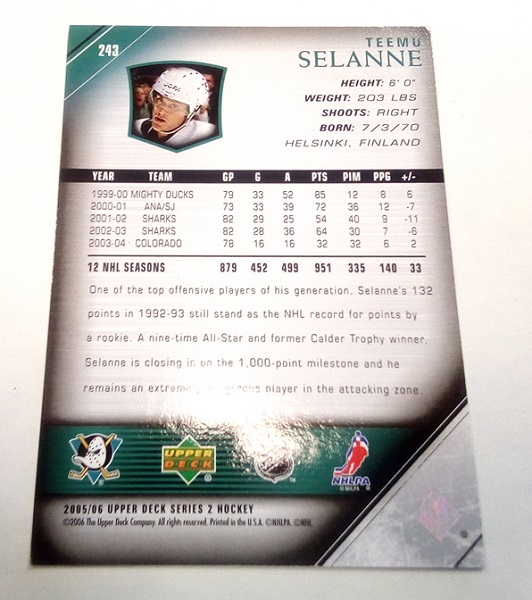 243
TEEMU
SELANNE
HEIGHT: 6' 0"
WEIGHT: 203 LBS
SHOOTS: RIGHT
BORN: 7/3/70
HELSINKI, FINLAND
YEAR TEAM GP G A PTS PIM PPG +/-
1999-00 MIGHTY DUCKS 79 33 52 85 12 8 6
2000-01 ANA/SJ 73 33 39 72 36 12 -7
2001-02 SHARKS 82 29 25 54 40 9 -11
2002-03 SHARKS 82 28 36 64 30 7 -6
2003-04 COLORADO 78 16 16 32 32 6 2
12 NHL SEASONS 879 452 499 951 335 140 33
One of the top offensive players of his generation, Selanne's 132
points in 1992-93 still stand as the NHL record for points by
a rookie. A nine-time All-Star and former Calder Trophy winner,
Selanne is closing in on the 1,000-point milestone and he
remains an player in the attacking zone.
UPPER
DECK
NHLPA
2005/06 UPPER DECK SERIES 2 HOCKEY
©2006 The Upper Deck Company. All rights reserved. Printed in the U.S.A. ©NHLPA ©NHL